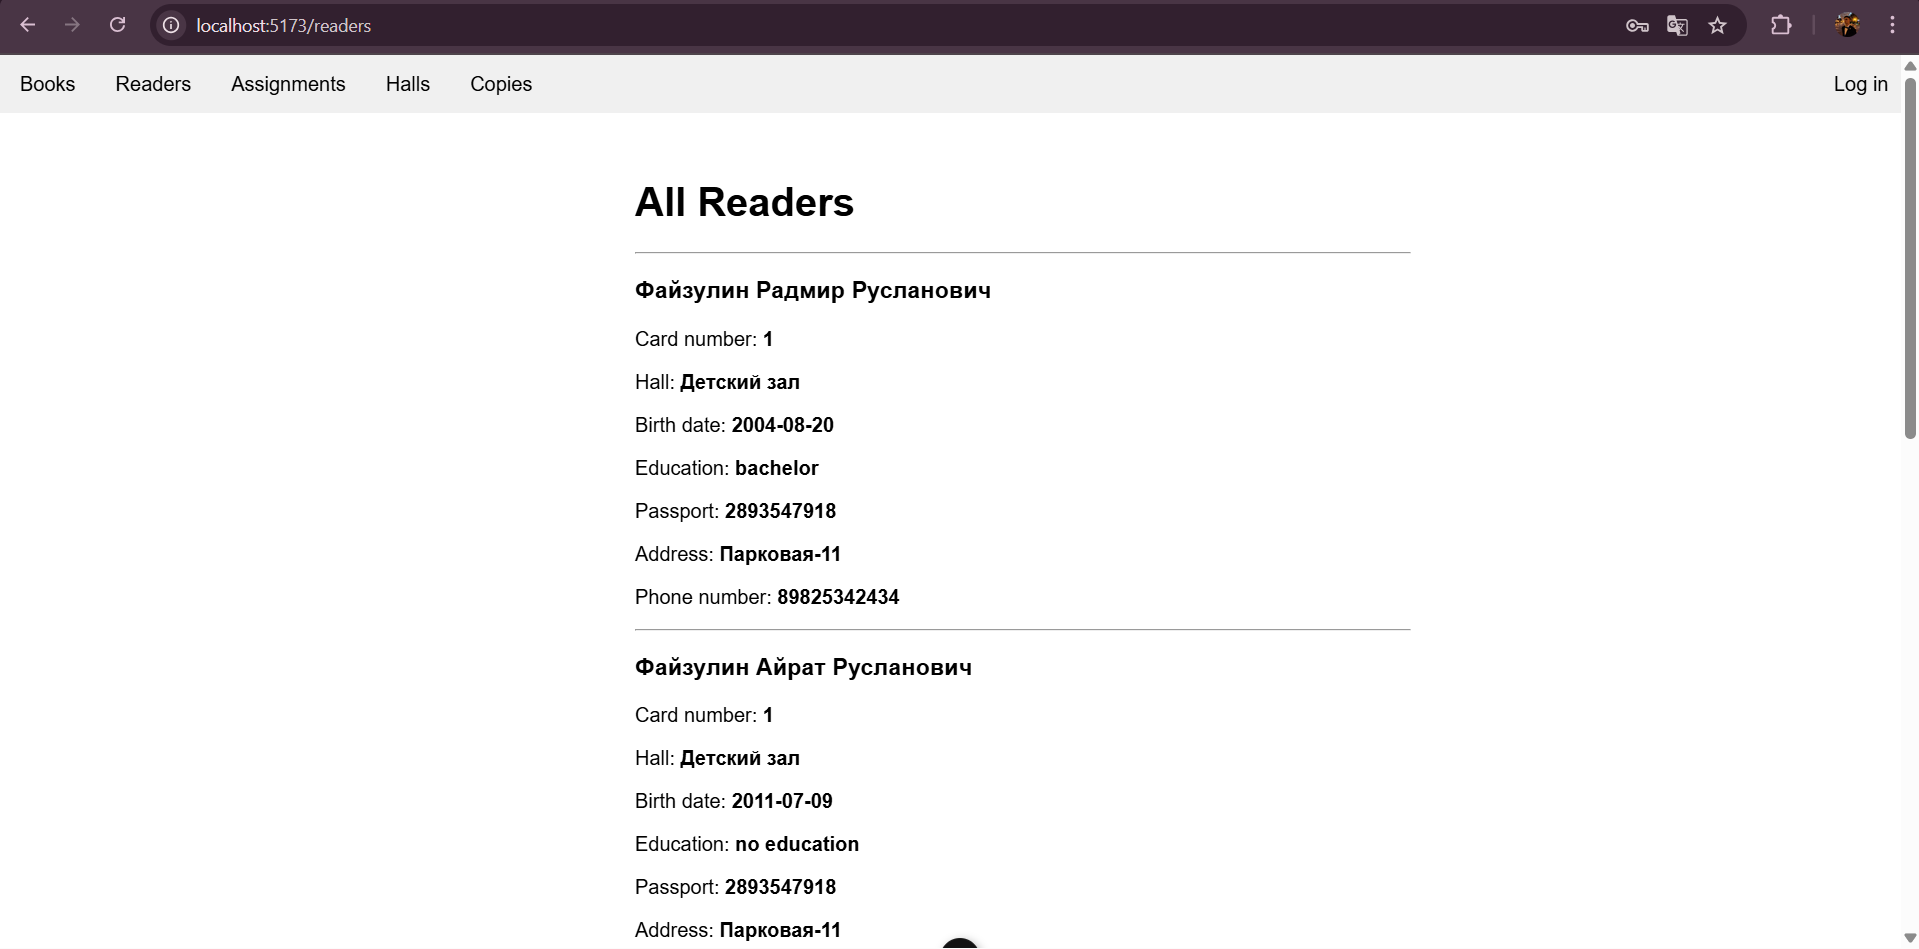 localhost:5173/readers
Books Readers Assignments Halls Copies Log in
All Readers
Файзулин Радмир Русланович
Card number: 1
Hall: Детский зал
Birth date: 2004-08-20
Education: bachelor
Passport: 2893547918
Address: Парковая-11
Phone number: 89825342434
Файзулин Айрат Русланович
Card number: 1
Hall: Детский зал
Birth date: 2011-07-09
Education: no education
Passport: 2893547918
Address: Парковая-11